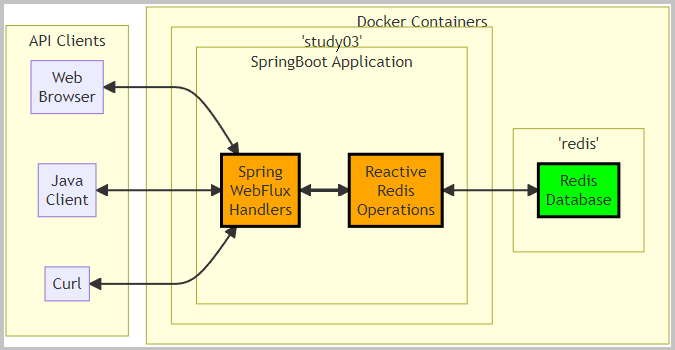 Docker Containers
API Clients
'study03'
SpringBoot Application
Web
Browser
Java
Client
Curl
Spring
WebFlux
Handlers
Reactive
Redis
Operations
'redis'
Redis
Database